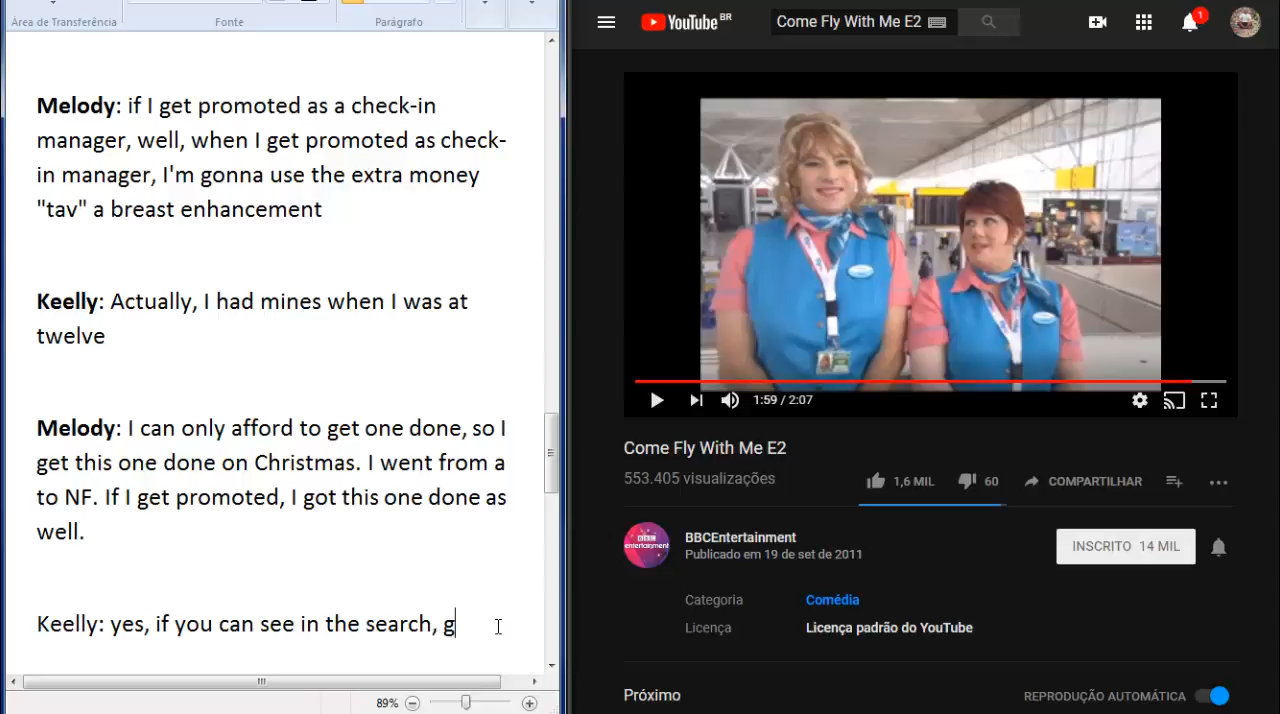 Área de Transferência
Fonte
Parágrafo
Melody: if I get promoted as a check-in
manager, well, when I get promoted as check-
in manager, I'm gonna use the extra money
"tav" a breast enhancement
Keelly: Actually, I had mines when I was at
twelve
Melody: I can only afford to get one done, so I
get this one done on Christmas. I went from a
to NF. If I get promoted, I got this one done as
well.
Keelly: yes, if you can see in the search, g
89%
YouTube BR
Come Fly With Me E2
1
1:59 / 2:07
Come Fly With Me E2
553.405 visualizações
1,6 MIL
60
COMPARTILHAR
BBC
entertainment
BBCEntertainment
Publicado em 19 de set de 2011
INSCRITO 14 MIL
Categoria
Comédia
Licença
Licença padrão do YouTube
Próximo
REPRODUÇÃO AUTOMÁTICA